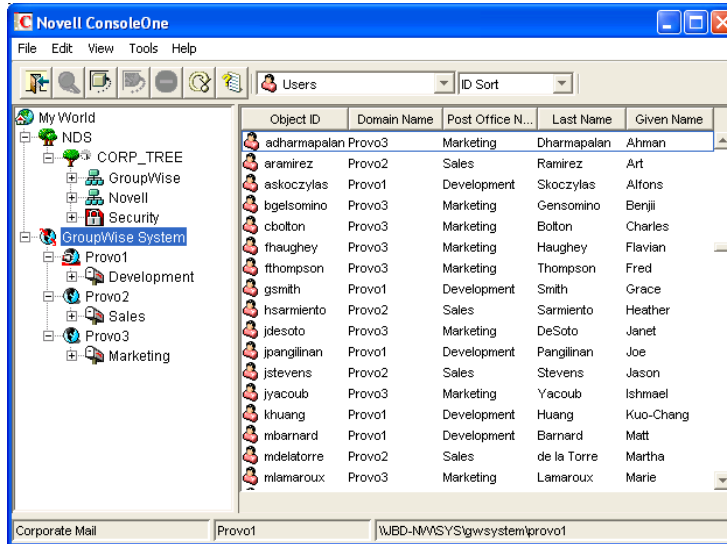 Novell ConsoleOne
File Edit View Tools Help
Users ID Sort
My World
NDS
CORP_TREE
GroupWise
Novell
Security
GroupWise System
Provo1
Development
Provo2
Sales
Provo3
Marketing
Object ID Domain Name Post Office N... Last Name Given Name
adharmapalan Provo3 Marketing Dharmapalan Ahman
aramirez Provo2 Sales Ramirez Art
askoczylas Provo1 Development Skoczylas Alfons
bgelsomino Provo3 Marketing Gensomino Benjii
cbolton Provo3 Marketing Bolton Charles
fhaughey Provo3 Marketing Haughey Flavian
fthompson Provo3 Marketing Thompson Fred
gsmith Provo1 Development Smith Grace
hsarmiento Provo2 Sales Sarmiento Heather
jdesoto Provo3 Marketing DeSoto Janet
jpangilinan Provo1 Development Pangilinan Joe
jstevens Provo2 Sales Stevens Jason
jyacoub Provo3 Marketing Yacoub Ishmael
khuang Provo1 Development Huang Kuo-Chang
mbarnard Provo1 Development Barnard Matt
mdelatorre Provo2 Sales de la Torre Martha
mlamaroux Provo3 Marketing Lamaroux Marie
Corporate Mail Provo1 \\JBD-NW\SYS\gwsystem\provo1